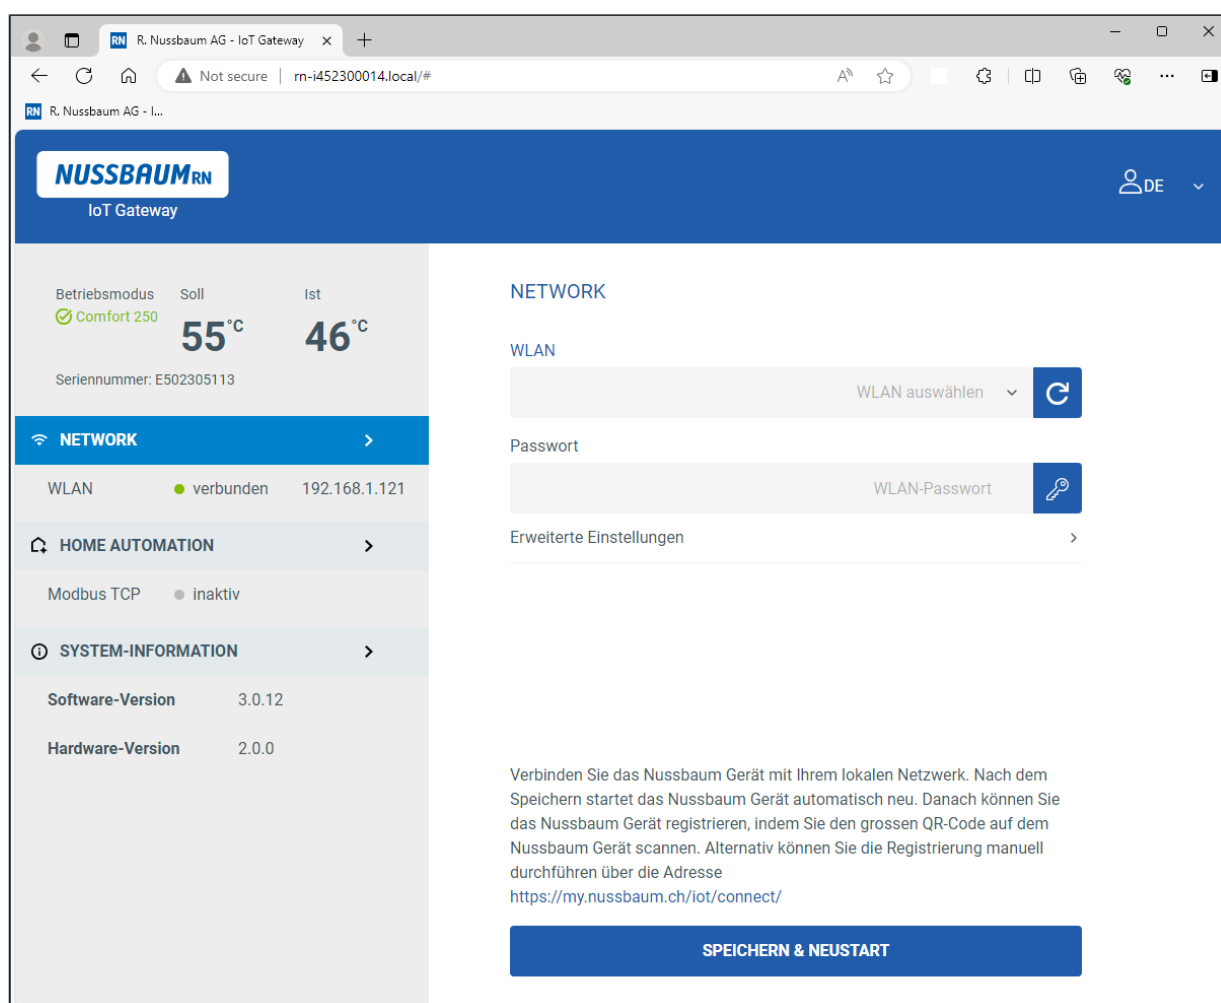 RN R. Nussbaum AG - IoT Gateway
Not secure rn-i452300014.local/#
RN R. Nussbaum AG - I...
NUSSBAUM RN
IoT Gateway
DE
Betriebsmodus Soll Ist
Comfort 250 55 °C 46 °C
Seriennummer: E502305113
NETWORK
WLAN verbunden 192.168.1.121
HOME AUTOMATION
Modbus TCP inaktiv
SYSTEM-INFORMATION
Software-Version 3.0.12
Hardware-Version 2.0.0
NETWORK
WLAN
WLAN auswählen
Passwort
WLAN-Passwort
Erweiterte Einstellungen
Verbinden Sie das Nussbaum Gerät mit Ihrem lokalen Netzwerk. Nach dem
Speichern startet das Nussbaum Gerät automatisch neu. Danach können Sie
das Nussbaum Gerät registrieren, indem Sie den grossen QR-Code auf dem
Nussbaum Gerät scannen. Alternativ können Sie die Registrierung manuell
durchführen über die Adresse
https://my.nussbaum.ch/iot/connect/
SPEICHERN & NEUSTART